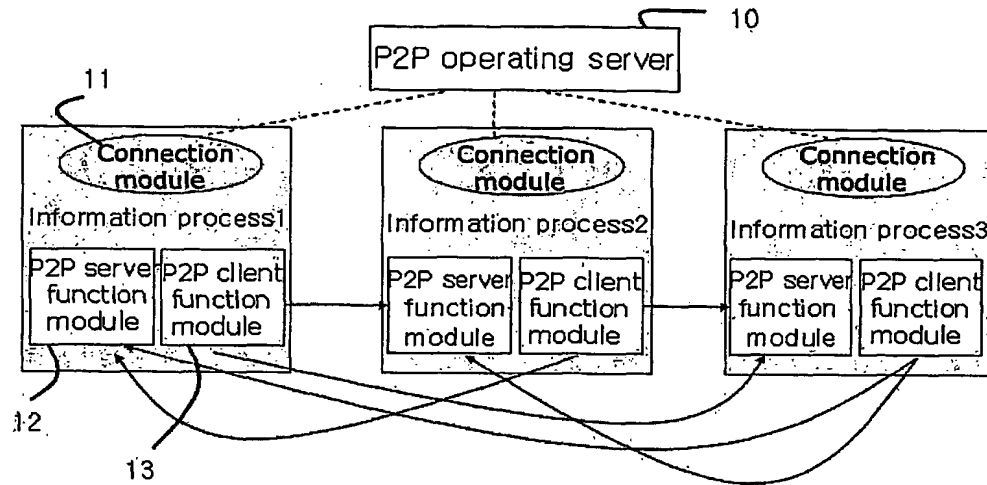 10
P2P operating server
11
Connection
module
Information process1
P2P server
function
module
P2P client
function
module
12
13
Connection
module
Information process2
P2P server
function
module
P2P client
function
module
Connection
module
Information process3
P2P server
function
module
P2P client
function
module